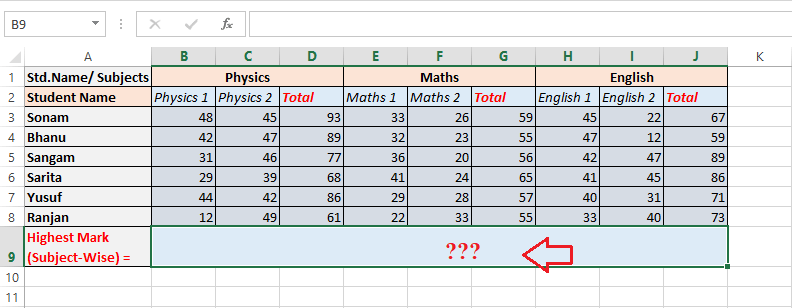 B9 fx
A B C D E F G H I J K
1 Std.Name/ Subjects Physics Maths English
2 Student Name Physics 1 Physics 2 Total Maths 1 Maths 2 Total English 1 English 2 Total
3 Sonam 48 45 93 33 26 59 45 22 67
4 Bhanu 42 47 89 32 23 55 47 12 59
5 Sangam 31 46 77 36 20 56 42 47 89
6 Sarita 29 39 68 41 24 65 41 45 86
7 Yusuf 44 42 86 29 28 57 40 31 71
8 Ranjan 12 49 61 22 33 55 33 40 73
Highest Mark
9 (Subject-Wise) = ???
10
11